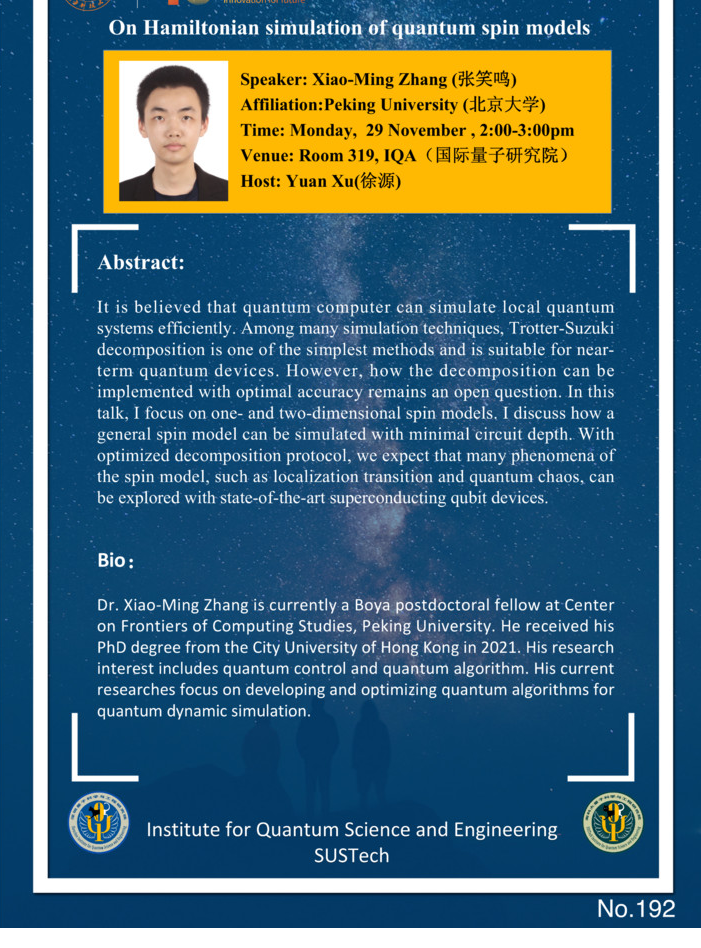 Innovation for future
On Hamiltonian simulation of quantum spin models
Speaker: Xiao-Ming Zhang (张笑鸣)
Affiliation:Peking University (北京大学)
Time: Monday, 29 November , 2:00-3:00pm
Venue: Room 319, IQA（国际量子研究院）
Host: Yuan Xu(徐源)
Abstract:
It is believed that quantum computer can simulate local quantum
systems efficiently. Among many simulation techniques, Trotter-Suzuki
decomposition is one of the simplest methods and is suitable for near-
term quantum devices. However, how the decomposition can be
implemented with optimal accuracy remains an open question. In this
talk, I focus on one- and two-dimensional spin models. I discuss how a
general spin model can be simulated with minimal circuit depth. With
optimized decomposition protocol, we expect that many phenomena of
the spin model, such as localization transition and quantum chaos, can
be explored with state-of-the-art superconducting qubit devices.
Bio：
Dr. Xiao-Ming Zhang is currently a Boya postdoctoral fellow at Center
on Frontiers of Computing Studies, Peking University. He received his
PhD degree from the City University of Hong Kong in 2021. His research
interest includes quantum control and quantum algorithm. His current
researches focus on developing and optimizing quantum algorithms for
quantum dynamic simulation.
Institute for Quantum Science and Engineering
SUSTech
No.192